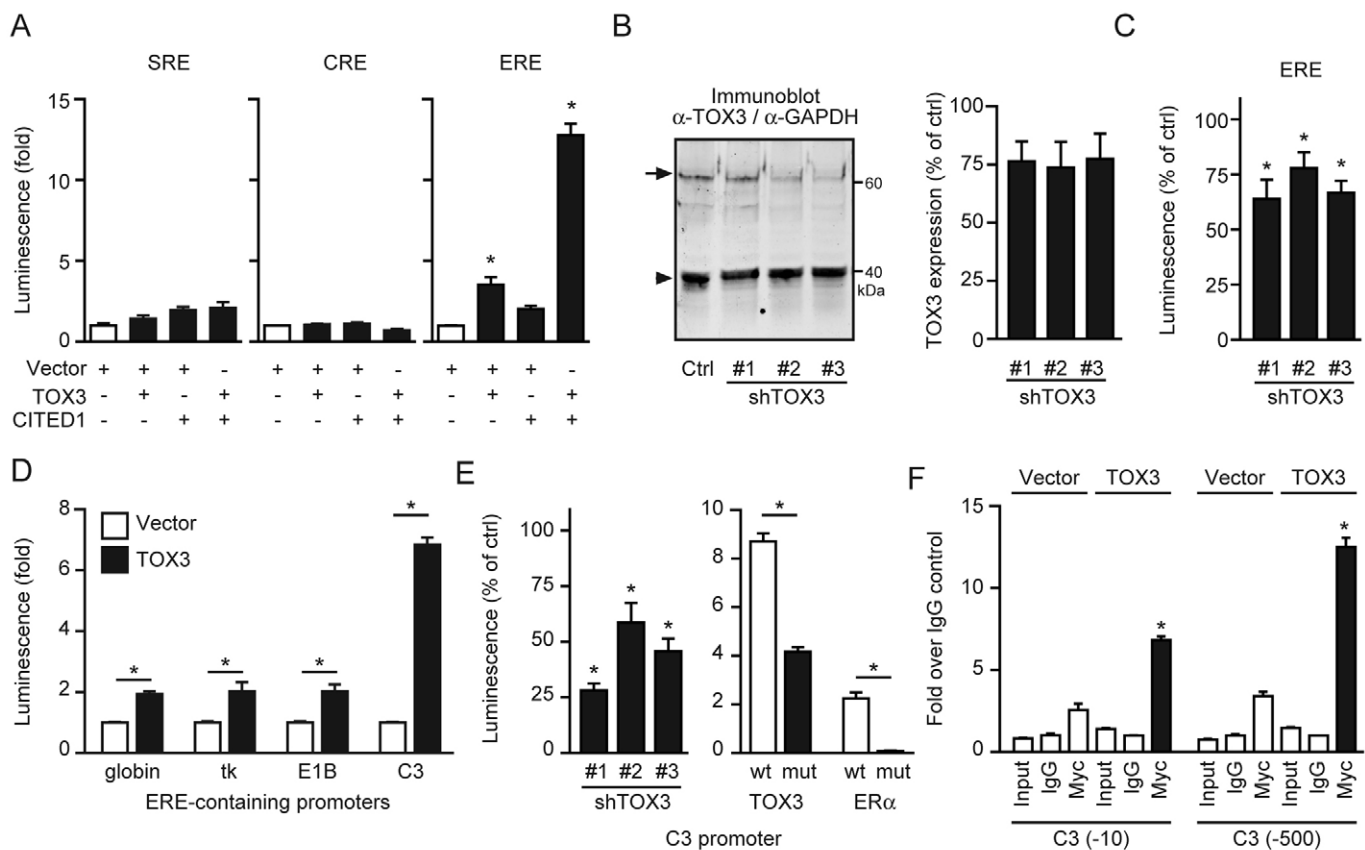 A
SRE CRE ERE
Luminescence (fold)
15
10
5
0
*
*
Vector + + + - + + + - + + + -
TOX3 - + - + - + - + - + - +
CITED1 - - + + - - + + - - + +
B
Immunoblot
α-TOX3 / α-GAPDH
60
40
kDa
Ctrl #1 #2 #3
shTOX3
TOX3 expression (% of ctrl)
100
75
50
25
0
#1 #2 #3
shTOX3
C
ERE
Luminescence (% of ctrl)
100
75
50
25
0
* * *
#1 #2 #3
shTOX3
D
Luminescence (fold)
8
6
4
2
0
Vector
TOX3
* * * *
globin tk E1B C3
ERE-containing promoters
E
Luminescence (% of ctrl)
100
75
50
25
0
* * *
#1 #2 #3
shTOX3
10
8
6
4
2
0
* *
wt mut wt mut
TOX3 ERα
C3 promoter
F
Vector TOX3 Vector TOX3
Fold over IgG control
15
10
5
0
* *
Input IgG Myc Input IgG Myc Input IgG Myc Input IgG Myc
C3 (-10) C3 (-500)